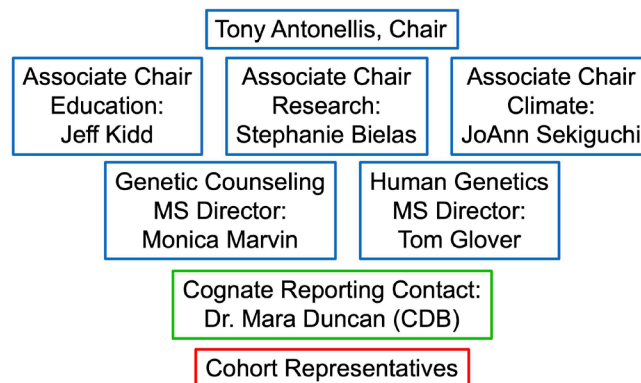 Tony Antonellis, Chair
Associate Chair
Education:
Jeff Kidd
Associate Chair
Research:
Stephanie Bielas
Associate Chair
Climate:
JoAnn Sekiguchi
Genetic Counseling
MS Director:
Monica Marvin
Human Genetics
MS Director:
Tom Glover
Cognate Reporting Contact:
Dr. Mara Duncan (CDB)
Cohort Representatives